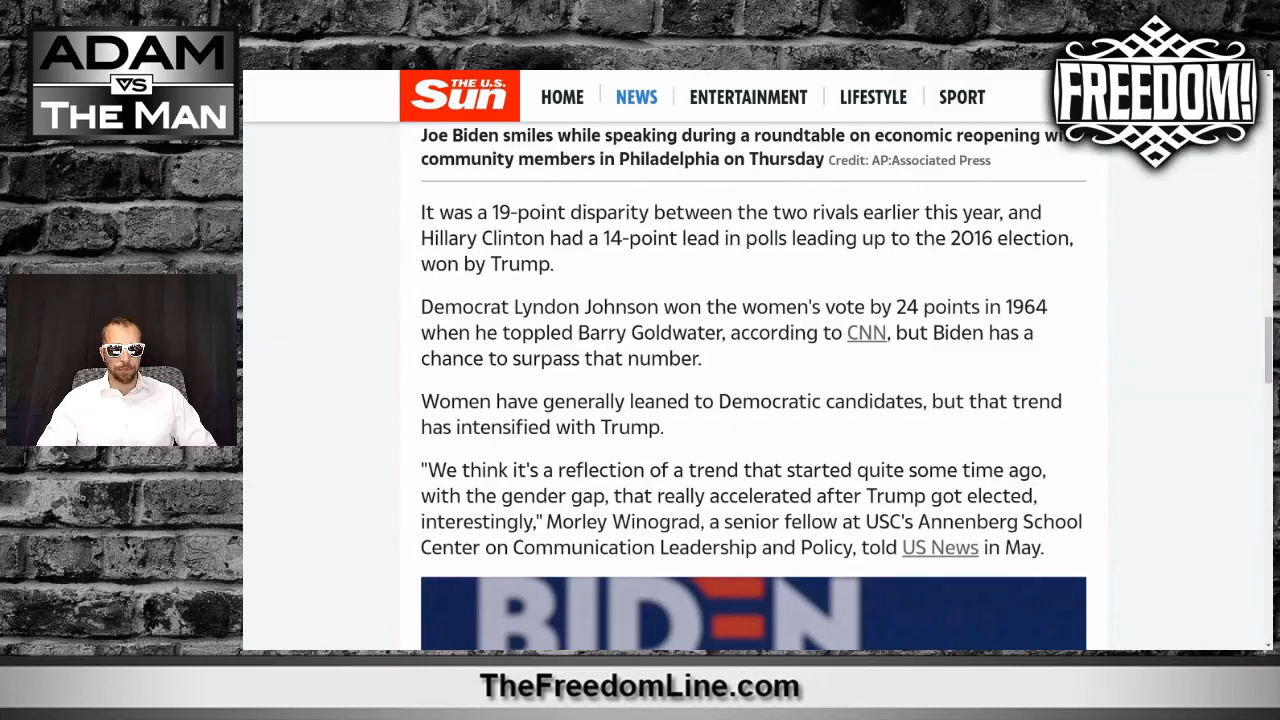 ADAM
VS
THE MAN
THE U.S.
Sun
HOME
NEWS
ENTERTAINMENT
LIFESTYLE
SPORT
FREEDOM!
Joe Biden smiles while speaking during a roundtable on economic reopening
community members in Philadelphia on Thursday Credit: AP:Associated Press
It was a 19-point disparity between the two rivals earlier this year, and
Hillary Clinton had a 14-point lead in polls leading up to the 2016 election,
won by Trump.
Democrat Lyndon Johnson won the women's vote by 24 points in 1964
when he toppled Barry Goldwater, according to CNN, but Biden has a
chance to surpass that number.
Women have generally leaned to Democratic candidates, but that trend
has intensified with Trump.
"We think it's a reflection of a trend that started quite some time ago,
with the gender gap, that really accelerated after Trump got elected,
interestingly," Morley Winograd, a senior fellow at USC's Annenberg School
Center on Communication Leadership and Policy, told US News in May.
BIDEN
TheFreedomLine.com